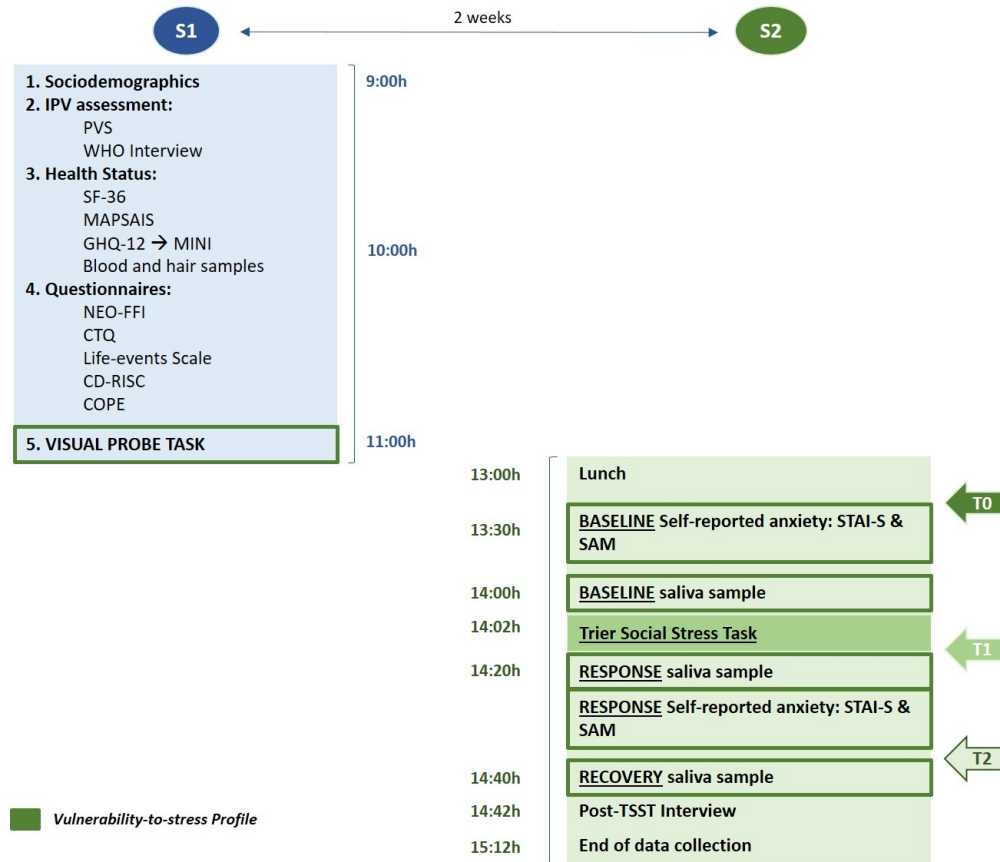 S1
2 weeks
S2
1. Sociodemographics
2. IPV assessment:
PVS
WHO Interview
3. Health Status:
SF-36
MAPSAIS
GHQ-12 → MINI
Blood and hair samples
4. Questionnaires:
NEO-FFI
CTQ
Life-events Scale
CD-RISC
COPE
5. VISUAL PROBE TASK
9:00h
10:00h
11:00h
13:00h
Lunch
T0
13:30h
BASELINE Self-reported anxiety: STAI-S &
SAM
14:00h
BASELINE saliva sample
14:02h
Trier Social Stress Task
T1
14:20h
RESPONSE saliva sample
RESPONSE Self-reported anxiety: STAI-S &
SAM
T2
14:40h
RECOVERY saliva sample
14:42h
Post-TSST Interview
15:12h
End of data collection
Vulnerability-to-stress Profile